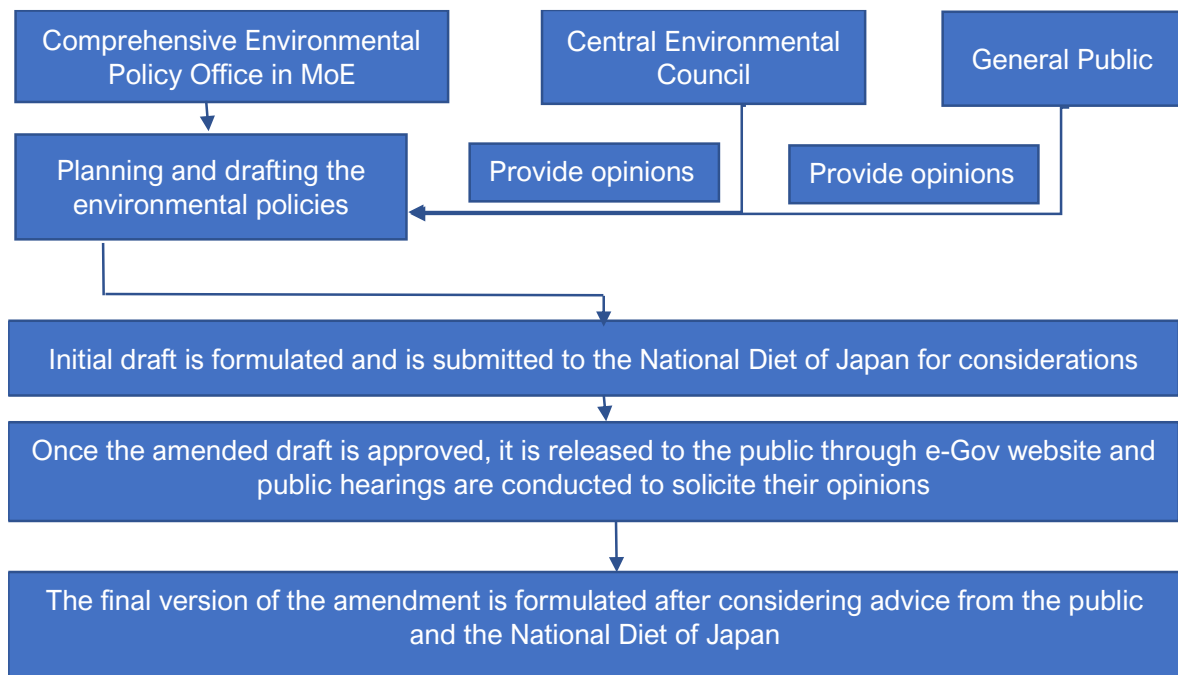 Comprehensive Environmental
Policy Office in MoE
Central Environmental
Council
General Public
Planning and drafting the
environmental policies
Provide opinions
Provide opinions
Initial draft is formulated and is submitted to the National Diet of Japan for considerations
Once the amended draft is approved, it is released to the public through e-Gov website and
public hearings are conducted to solicite their opinions
The final version of the amendment is formulated after considering advice from the public
and the National Diet of Japan